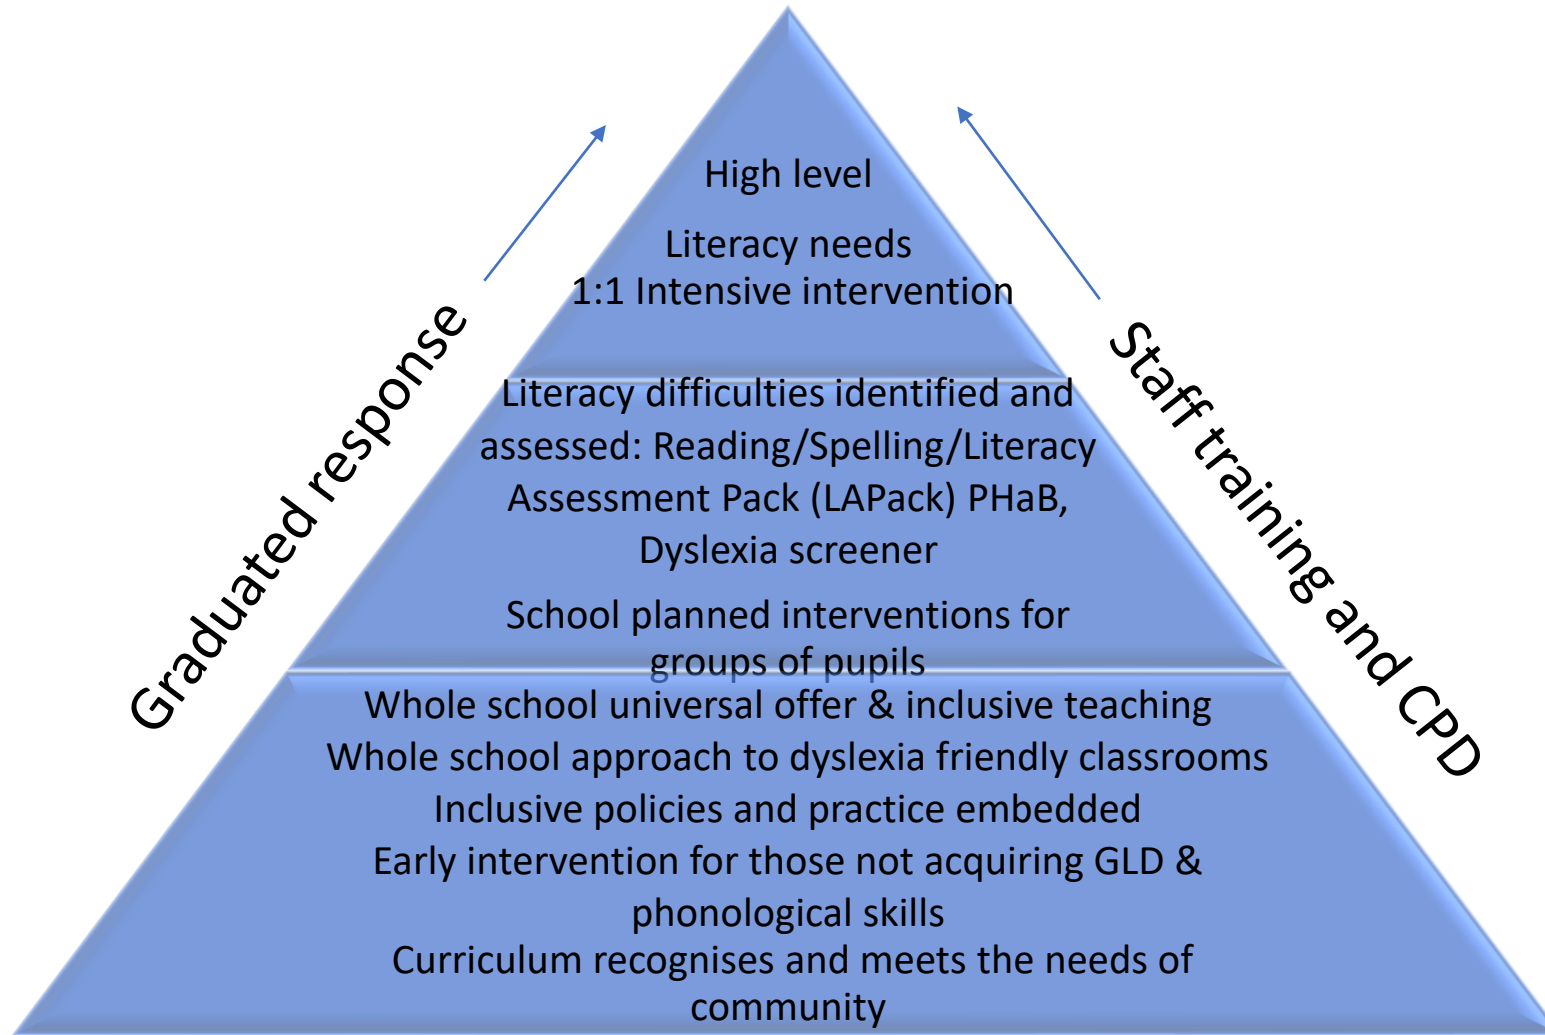 High level
Literacy needs
1:1 Intensive intervention
Graduated response
Staff training and CPD
Literacy difficulties identified and
assessed: Reading/Spelling/Literacy
Assessment Pack (LAPack) PHaB,
Dyslexia screener
School planned interventions for
groups of pupils
Whole school universal offer & inclusive teaching
Whole school approach to dyslexia friendly classrooms
Inclusive policies and practice embedded
Early intervention for those not acquiring GLD &
phonological skills
Curriculum recognises and meets the needs of
community